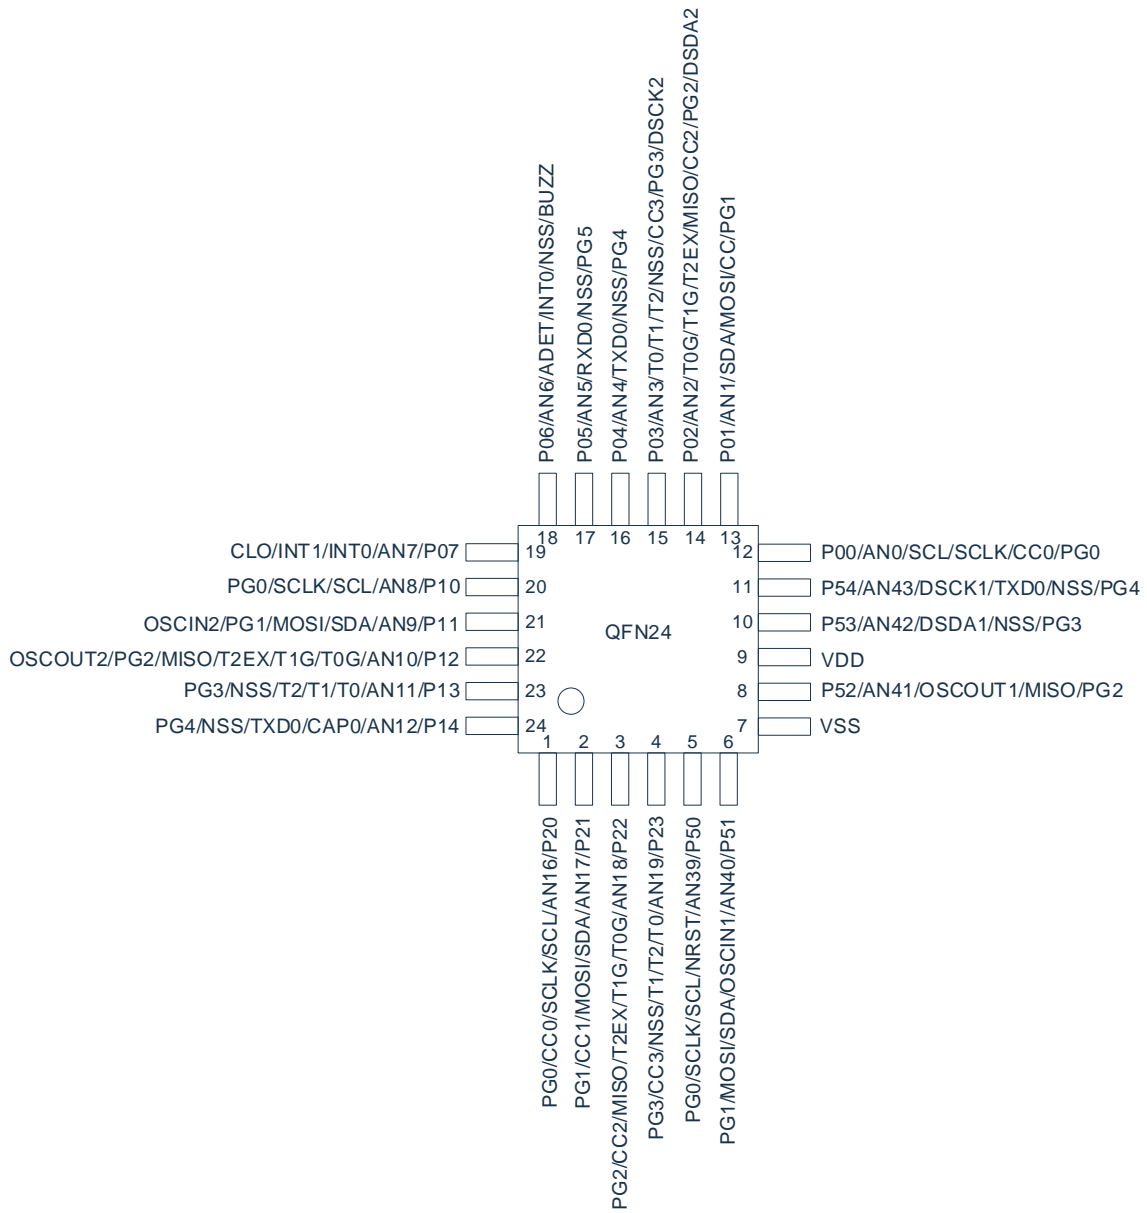 P06/AN6/ADET/INT0/NSS/BUZZ
P05/AN5/RXD0/NSS/PG5
P04/AN4/TXD0/NSS/PG4
P03/AN3/T0/T1/T2/NSS/CC3/PG3/DSCK2
P02/AN2/T0G/T1G/T2EX/MISO/CC2/PG2/DSDA2
P01/AN1/SDA/MOSI/CC/PG1
18 17 16 15 14 13
CLO/INT1/INT0/AN7/P07 19 12 P00/AN0/SCL/SCLK/CC0/PG0
PG0/SCLK/SCL/AN8/P10 20 11 P54/AN43/DSCK1/TXD0/NSS/PG4
OSCIN2/PG1/MOSI/SDA/AN9/P11 21 10 P53/AN42/DSDA1/NSS/PG3
QFN24
OSCOUT2/PG2/MISO/T2EX/T1G/T0G/AN10/P12 22 9 VDD
PG3/NSS/T2/T1/T0/AN11/P13 23 8 P52/AN41/OSCOUT1/MISO/PG2
PG4/NSS/TXD0/CAP0/AN12/P14 24 7 VSS
1 2 3 4 5 6
PG0/CC0/SCLK/SCL/AN16/P20
PG1/CC1/MOSI/SDA/AN17/P21
PG2/CC2/MISO/T2EX/T1G/T0G/AN18/P22
PG3/CC3/NSS/T1/T2/T0/AN19/P23
PG0/SCLK/SCL/NRST/AN39/P50
PG1/MOSI/SDA/OSCIN1/AN40/P51